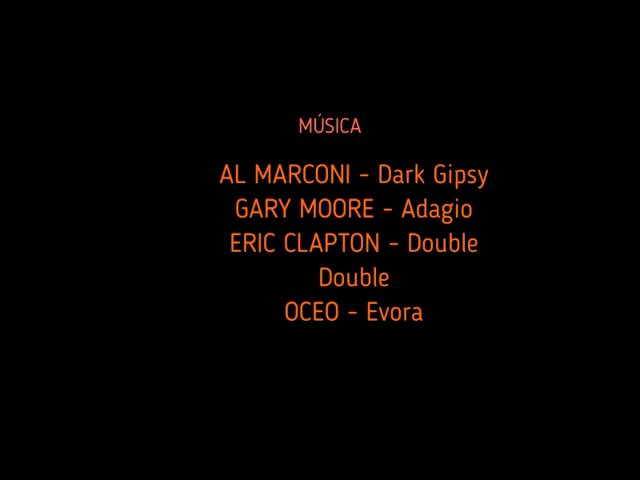 MÚSICA
AL MARCONI - Dark Gipsy
GARY MOORE - Adagio
ERIC CLAPTON - Double
Double
OCEO - Evora